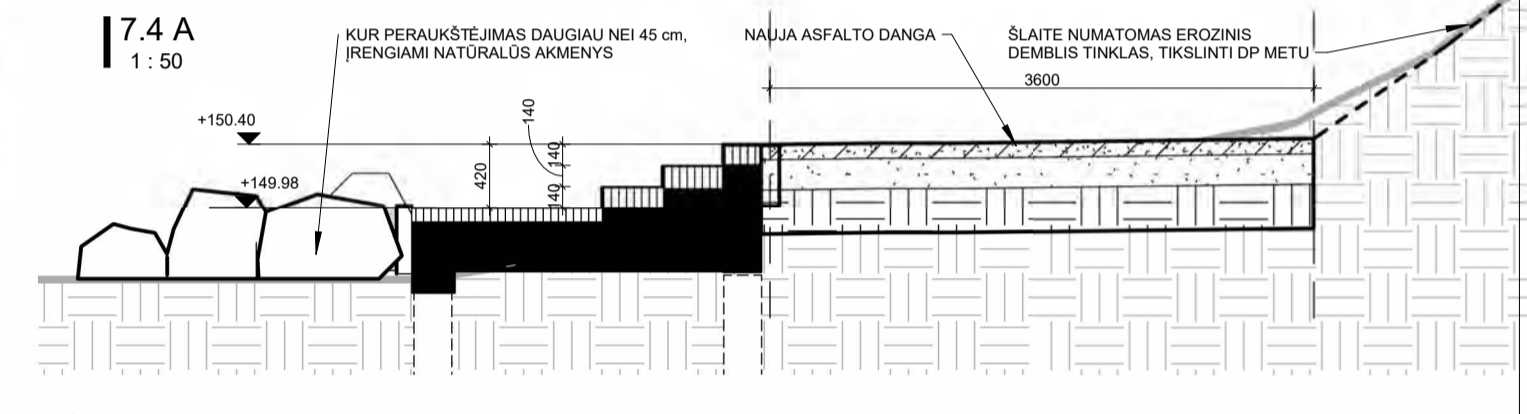 7.4 A
1 : 50
KUR PERAUKŠTĖJIMAS DAUGIAU NEI 45 cm,
ĮRENGIAMI NATŪRALŪS AKMENYS
NAUJA ASFALTO DANGA
ŠLAITE NUMATOMAS EROZINIS
DEMBLIS TINKLAS, TIKSLINTI DP METU
3600
+150.40
+149.98
420
140
140
140